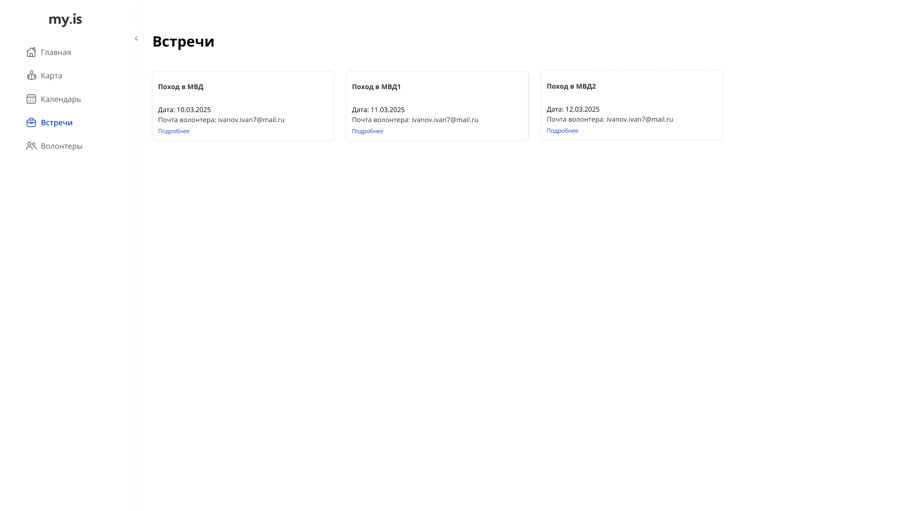 my.is
Главная
Карта
Календарь
Встречи
Волонтеры
Встречи
Поход в МВД
Дата: 10.03.2025
Почта волонтера: ivanov.ivan7@mail.ru
Подробнее
Поход в МВД1
Дата: 11.03.2025
Почта волонтера: ivanov.ivan7@mail.ru
Подробнее
Поход в МВД2
Дата: 12.03.2025
Почта волонтера: ivanov.ivan7@mail.ru
Подробнее